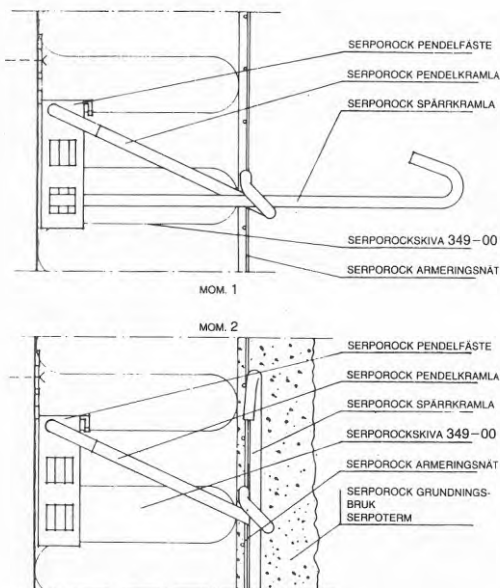 SERPOROCK PENDELFÄSTE
SERPOROCK PENDELKRAMLA
SERPOROCK SPÄRRKRAMLA
SERPOROCKSKIVA 349-00
SERPOROCK ARMERINGSNÄT
MOM. 1
MOM. 2
SERPOROCK PENDELFÄSTE
SERPOROCK PENDELKRAMLA
SERPOROCK SPÄRRKRAMLA
SERPOROCKSKIVA 349-00
SERPOROCK ARMERINGSNÄT
SERPOROCK GRUNDNINGS-
BRUK
SERPOTERM